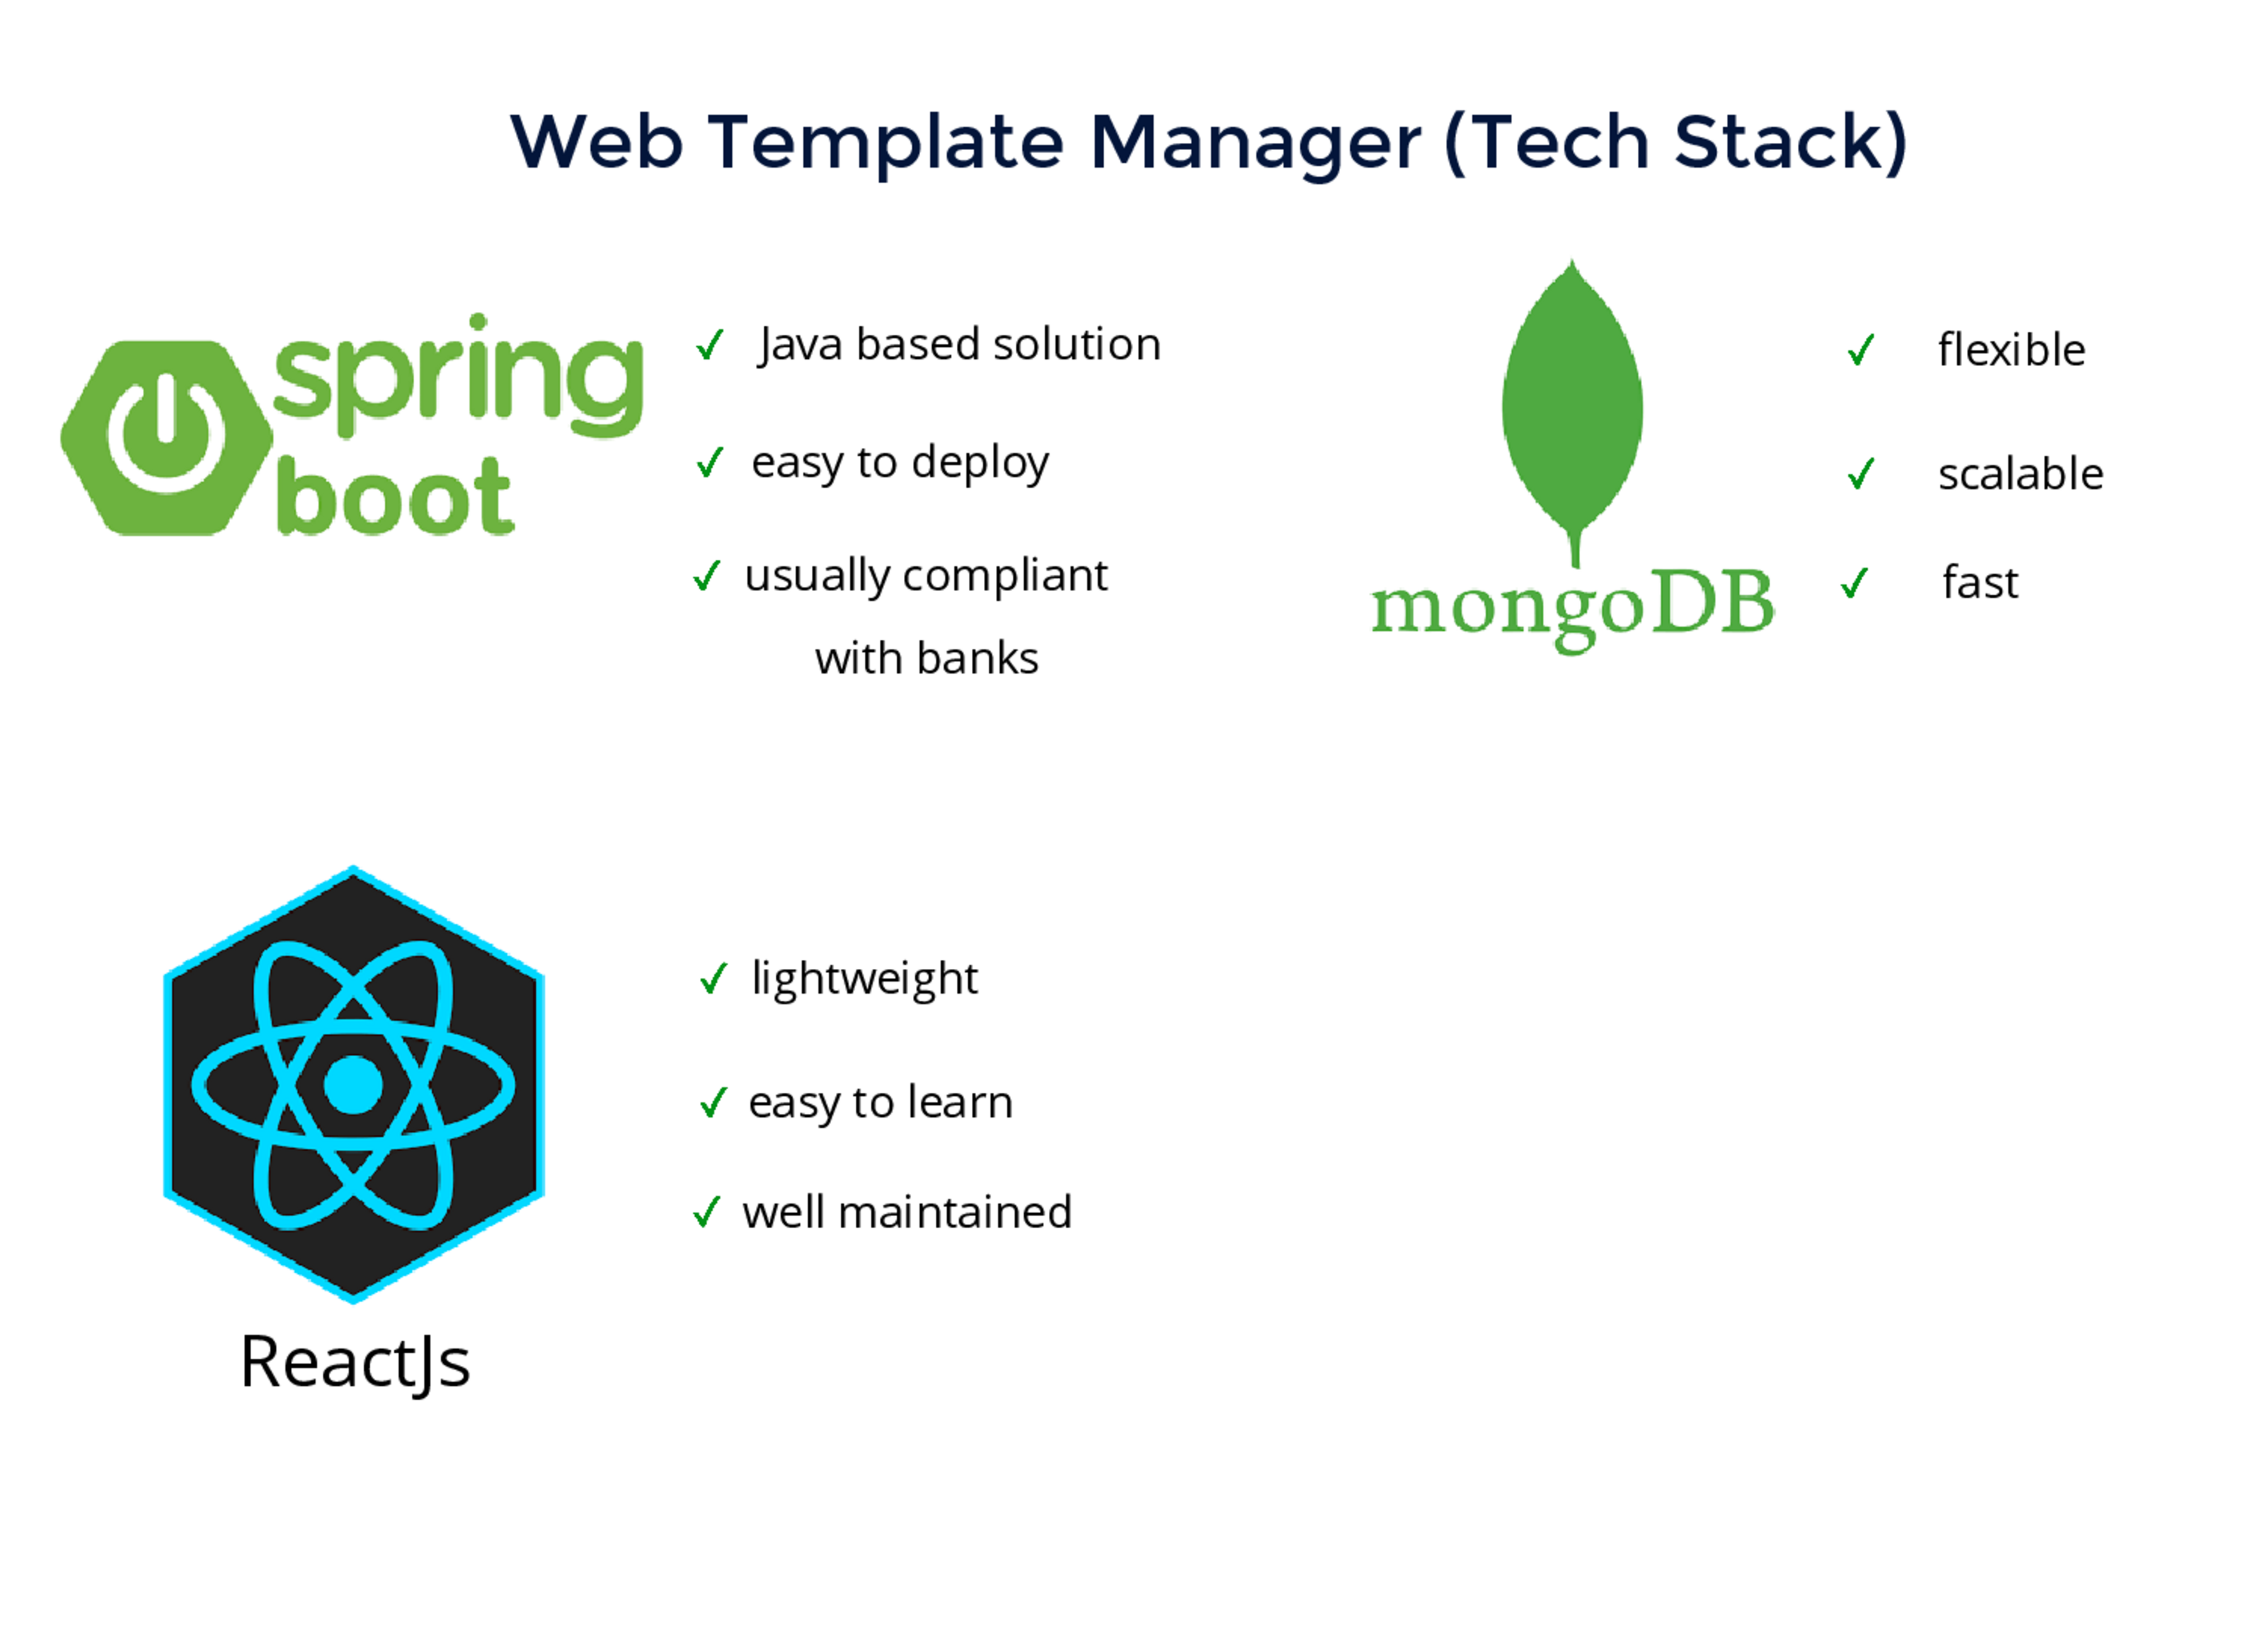 Web Template Manager (Tech Stack)
spring
boot
✓ Java based solution
✓ easy to deploy
✓ usually compliant
with banks
mongoDB
✓ flexible
✓ scalable
✓ fast
ReactJs
✓ lightweight
✓ easy to learn
✓ well maintained